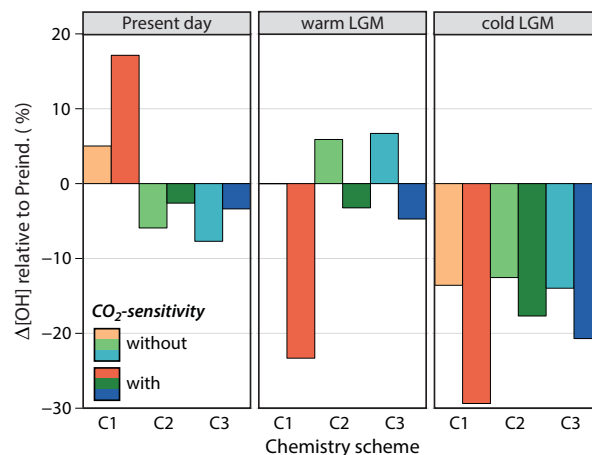 Present day
warm LGM
cold LGM
Δ[OH] relative to Preind. ( %)
20
10
0
−10
−20
−30
CO2-sensitivity
without
with
C1 C2 C3
C1 C2 C3
C1 C2 C3
Chemistry scheme